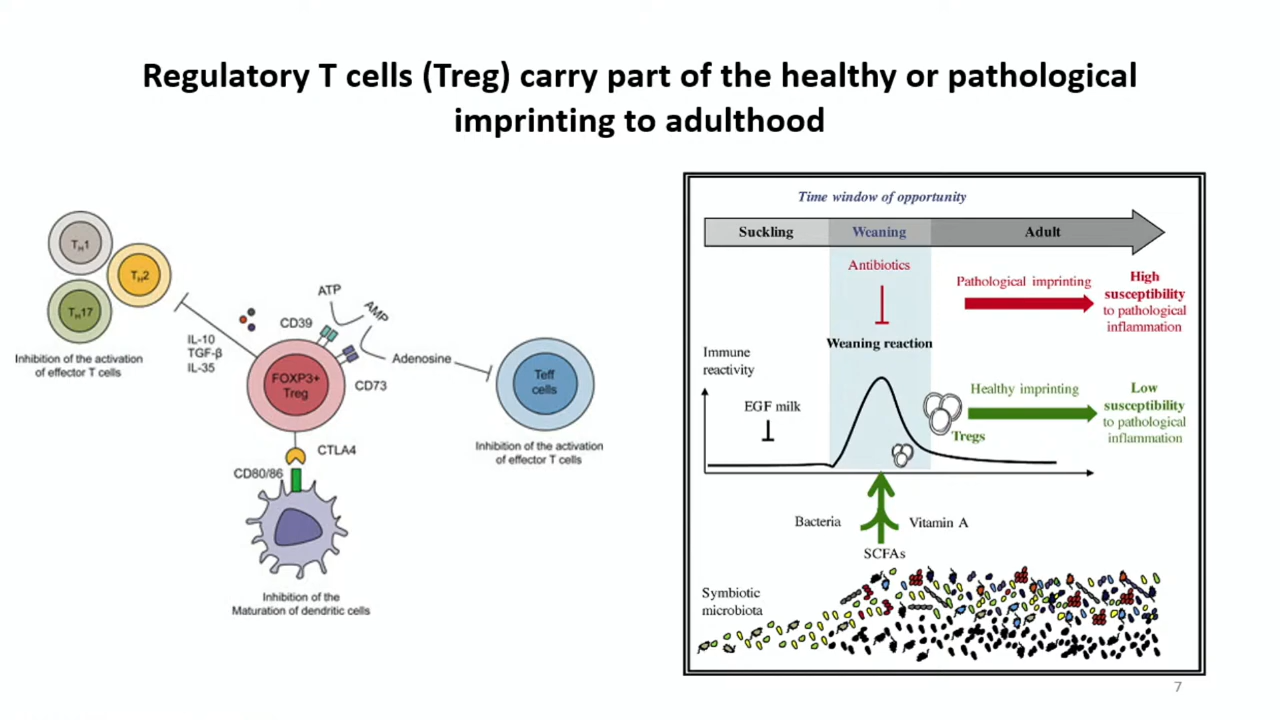 Regulatory T cells (Treg) carry part of the healthy or pathological
imprinting to adulthood
TH1
TH2
TH17
Inhibition of the activation
of effector T cells
IL-10
TGF-β
IL-35
ATP
AMP
CD39
CD73
Adenosine
FOXP3+
Treg
Teff
cells
Inhibition of the activation
of effector T cells
CTLA4
CD80/86
Inhibition of the
Maturation of dendritic cells
Time window of opportunity
Suckling
Weaning
Adult
Antibiotics
Pathological imprinting
High
susceptibility
to pathological
inflammation
Weaning reaction
Immune
reactivity
EGF milk
Healthy imprinting
Tregs
Low
susceptibility
to pathological
inflammation
Bacteria
Vitamin A
SCFAs
Symbiotic
microbiota
7